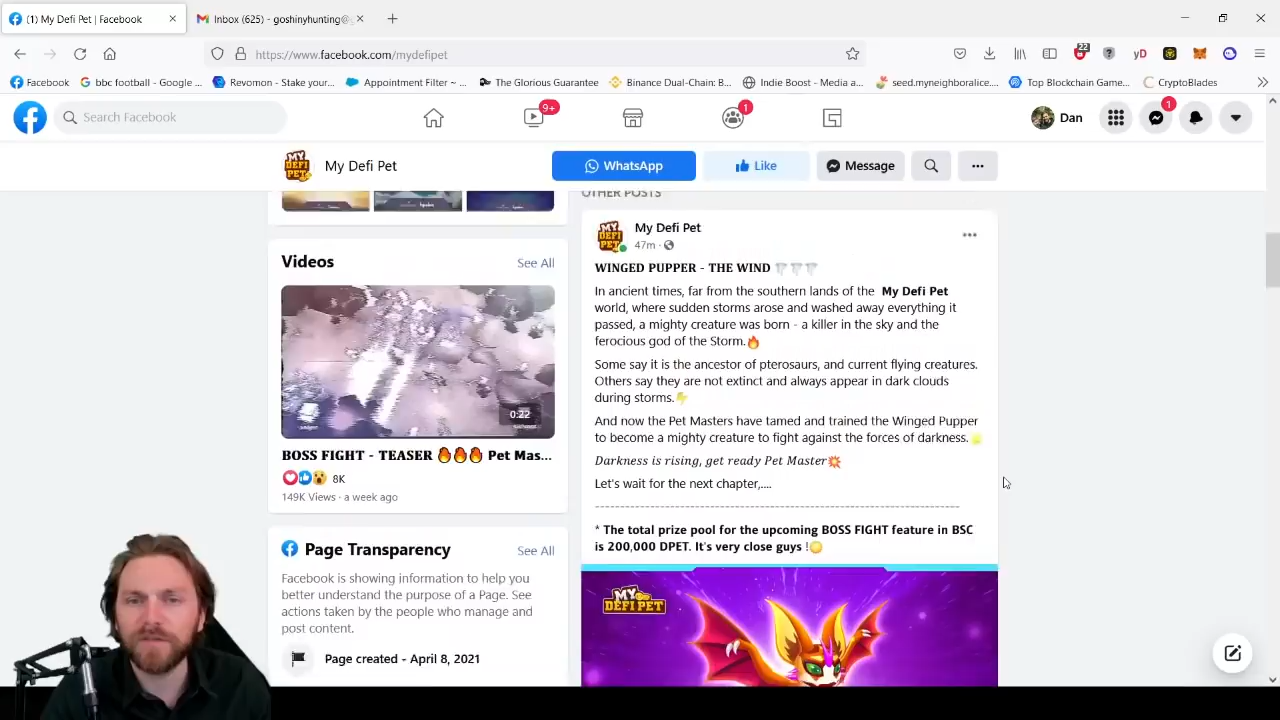 (1) My Defi Pet | Facebook
Inbox (625) - goshinyhunting@g
https://www.facebook.com/mydefipet
22
yD
Facebook
bbc football - Google ...
Revomon - Stake your...
Appointment Filter ~...
The Glorious Guarantee
Binance Dual-Chain: B...
Indie Boost - Media a...
seed.myneighboralice....
Top Blockchain Game...
CryptoBlades
Search Facebook
9+
1
Dan
1
MY DEFI PET
My Defi Pet
WhatsApp
Like
Message
OTHER POSTS
Videos
See All
0:22
BOSS FIGHT - TEASER 🔥🔥🔥 Pet Mas...
8K
149K Views · a week ago
Page Transparency
See All
Facebook is showing information to help you
better understand the purpose of a Page. See
actions taken by the people who manage and
post content.
Page created - April 8, 2021
MY DEFI PET
My Defi Pet
47m ·
WINGED PUPPER - THE WIND 🌪🌪🌪
In ancient times, far from the southern lands of the My Defi Pet
world, where sudden storms arose and washed away everything it
passed, a mighty creature was born - a killer in the sky and the
ferocious god of the Storm.🔥
Some say it is the ancestor of pterosaurs, and current flying creatures.
Others say they are not extinct and always appear in dark clouds
during storms.⚡
And now the Pet Masters have tamed and trained the Winged Pupper
to become a mighty creature to fight against the forces of darkness.
Darkness is rising, get ready Pet Master💥
Let's wait for the next chapter,....
--------------------------------------------------------------------------
* The total prize pool for the upcoming BOSS FIGHT feature in BSC
is 200,000 DPET. It's very close guys !
MY DEFI PET